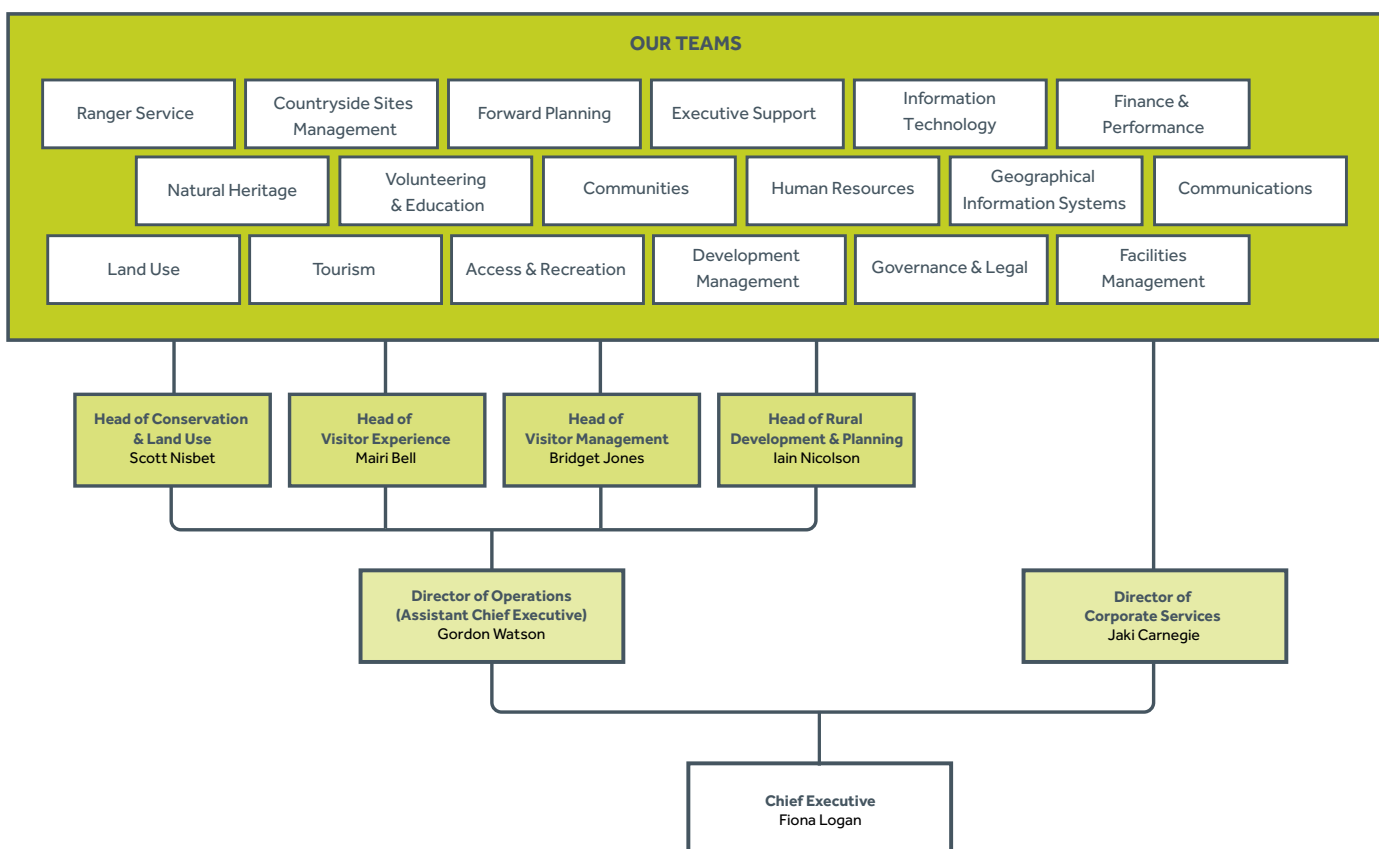 OUR TEAMS
Ranger Service
Countryside Sites
Management
Forward Planning
Executive Support
Information
Technology
Finance &
Performance
Natural Heritage
Volunteering
& Education
Communities
Human Resources
Geographical
Information Systems
Communications
Land Use
Tourism
Access & Recreation
Development
Management
Governance & Legal
Facilities
Management
Head of Conservation
& Land Use
Scott Nisbet
Head of
Visitor Experience
Mairi Bell
Head of
Visitor Management
Bridget Jones
Head of Rural
Development & Planning
Iain Nicolson
Director of Operations
(Assistant Chief Executive)
Gordon Watson
Director of
Corporate Services
Jaki Carnegie
Chief Executive
Fiona Logan